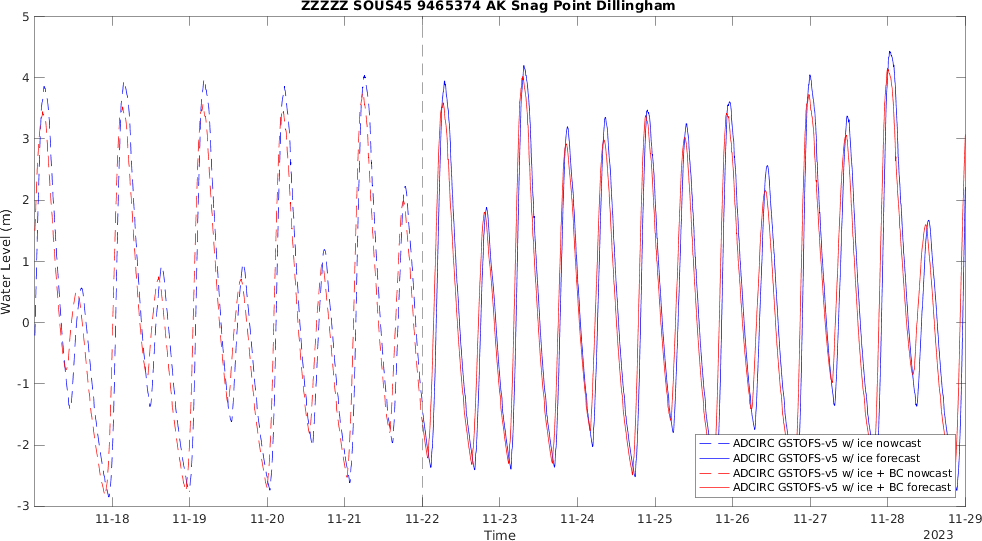 ZZZZZ SOUS45 9465374 AK Snag Point Dillingham
5
4
3
2
1
0
-1
-2
-3
Water Level (m)
ADCIRC GSTOFS-v5 w/ ice nowcast
ADCIRC GSTOFS-v5 w/ ice forecast
ADCIRC GSTOFS-v5 w/ ice + BC nowcast
ADCIRC GSTOFS-v5 w/ ice + BC forecast
11-18 11-19 11-20 11-21 11-22 11-23 11-24 11-25 11-26 11-27 11-28 11-29
Time 2023